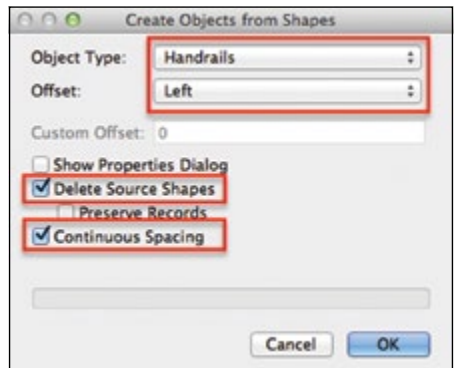 Create Objects from Shapes
Object Type: Handrails
Offset: Left
Custom Offset: 0
Show Properties Dialog
Delete Source Shapes
Preserve Records
Continuous Spacing
Cancel OK